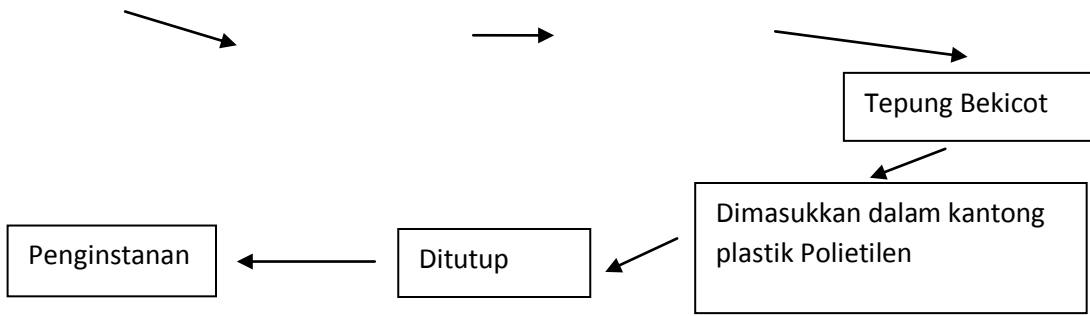 Tepung Bekicot
Dimasukkan dalam kantong
plastik Polietilen
Ditutup
Penginstanan